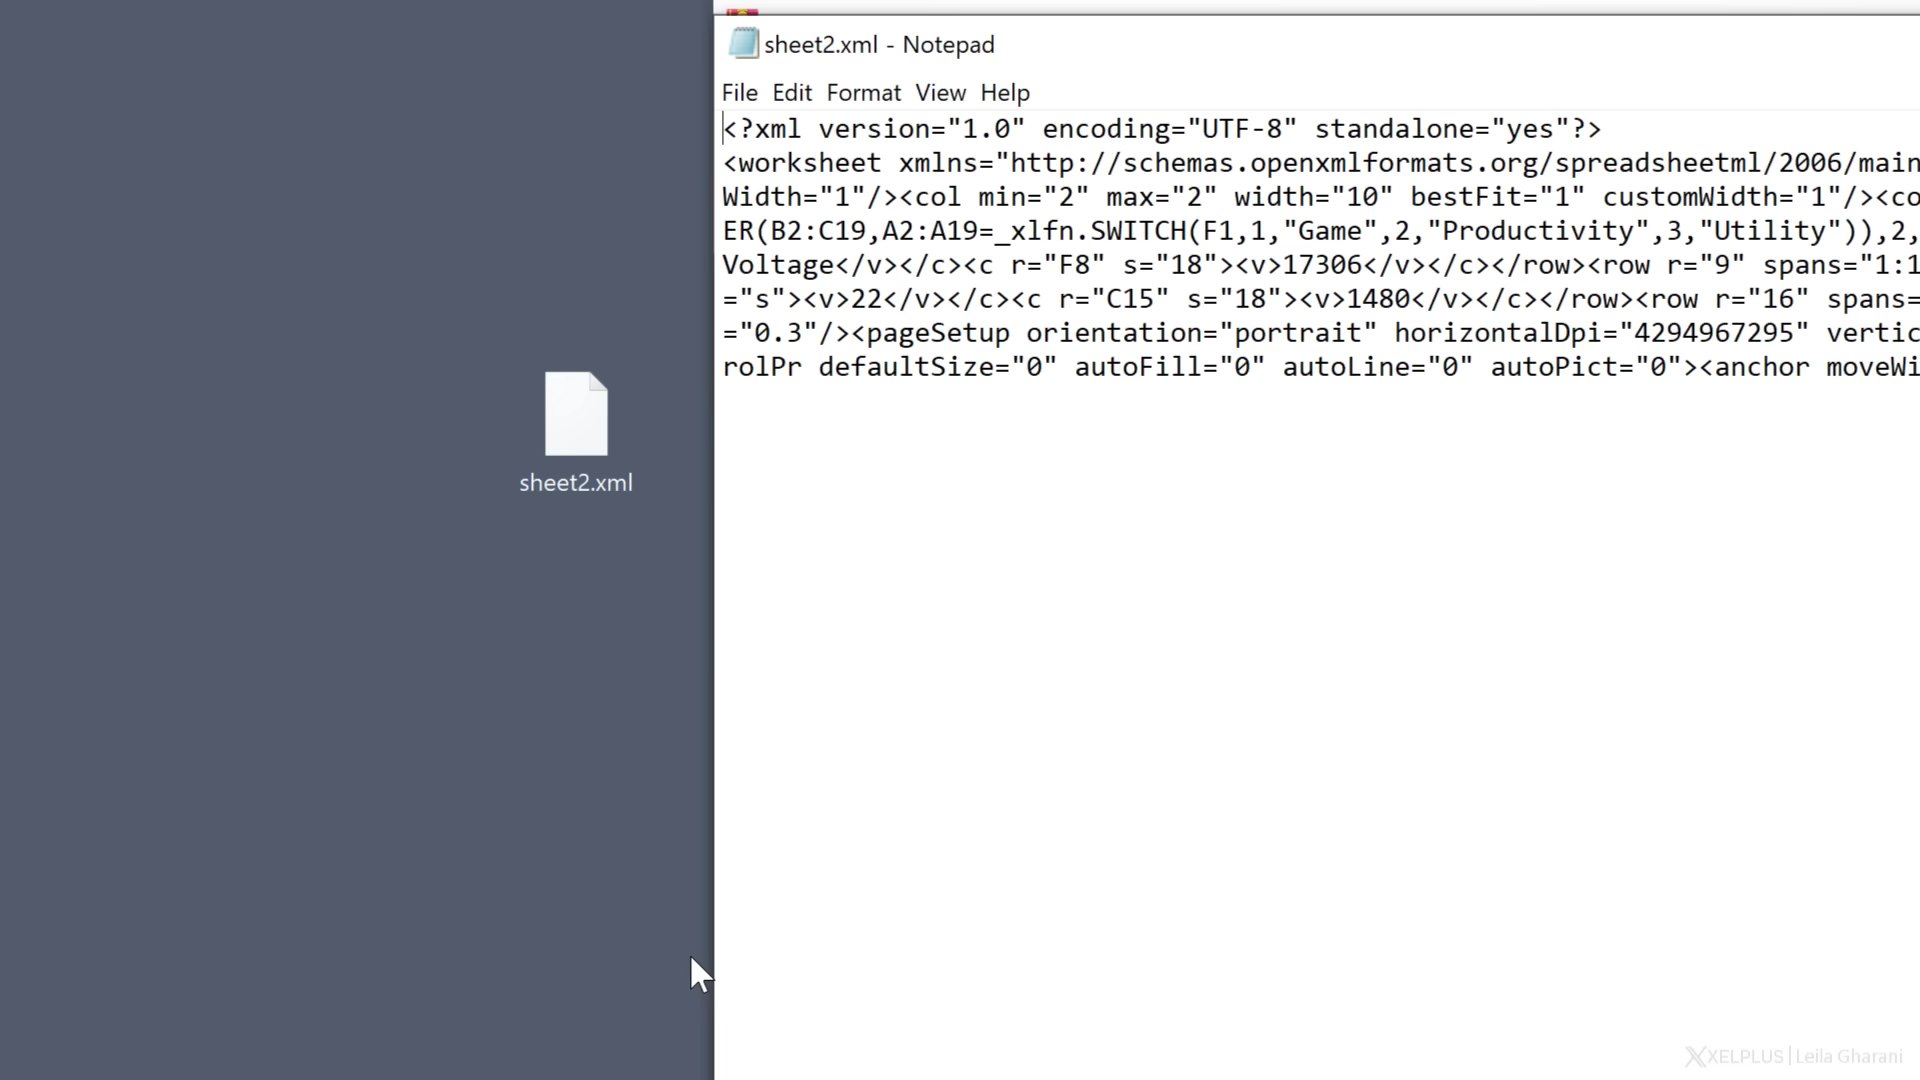 sheet2.xml - Notepad
File Edit Format View Help
<?xml version="1.0" encoding="UTF-8" standalone="yes"?>
<worksheet xmlns="http://schemas.openxmlformats.org/spreadsheetml/2006/main
Width="1"/><col min="2" max="2" width="10" bestFit="1" customWidth="1"/><co
ER(B2:C19,A2:A19=_xlfn.SWITCH(F1,1,"Game",2,"Productivity",3,"Utility")),2,
Voltage</v></c><c r="F8" s="18"><v>17306</v></c></row><row r="9" spans="1:1
="s"><v>22</v></c><c r="C15" s="18"><v>1480</v></c></row><row r="16" spans=
="0.3"/><pageSetup orientation="portrait" horizontalDpi="4294967295" vertic
rolPr defaultSize="0" autoFill="0" autoLine="0" autoPict="0"><anchor moveWi
sheet2.xml
XELPLUS | Leila Gharani